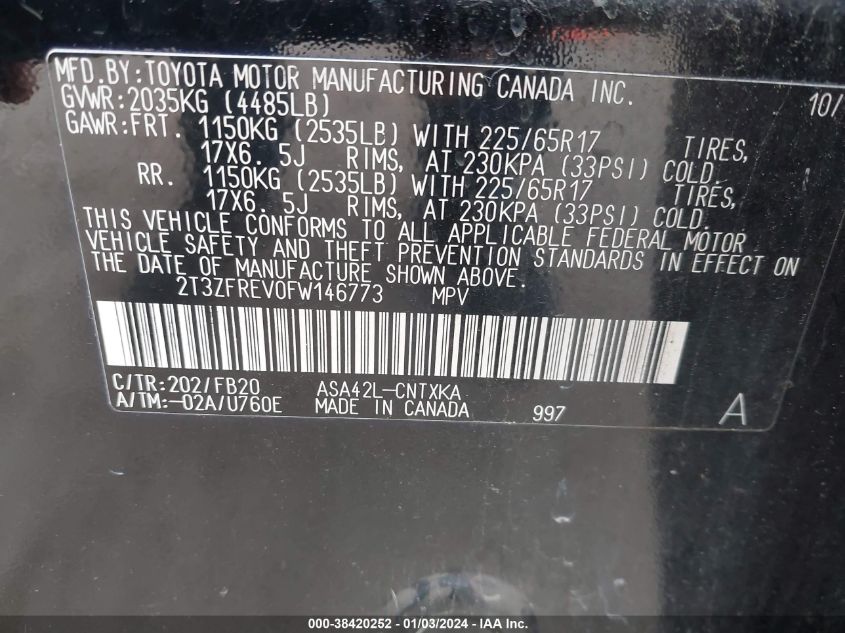 MFD.BY:TOYOTA MOTOR MANUFACTURING CANADA INC. 10/
GVWR:2035KG (4485LB)
GAWR:FRT. 1150KG (2535LB) WITH 225/65R17 TIRES,
17X6. 5J RIMS, AT 230KPA (33PSI) COLD.
RR. 1150KG (2535LB) WITH 225/65R17 TIRES,
17X6. 5J RIMS, AT 230KPA (33PSI) COLD.
THIS VEHICLE CONFORMS TO ALL APPLICABLE FEDERAL MOTOR
VEHICLE SAFETY AND THEFT PREVENTION STANDARDS IN EFFECT ON
THE DATE OF MANUFACTURE SHOWN ABOVE.
2T3ZFREV0FW146773 MPV
C/TR:202/FB20 ASA42L-CNTXKA
A/TM:-02A/U760E MADE IN CANADA 997 A
000-38420252 - 01/03/2024 - IAA Inc.